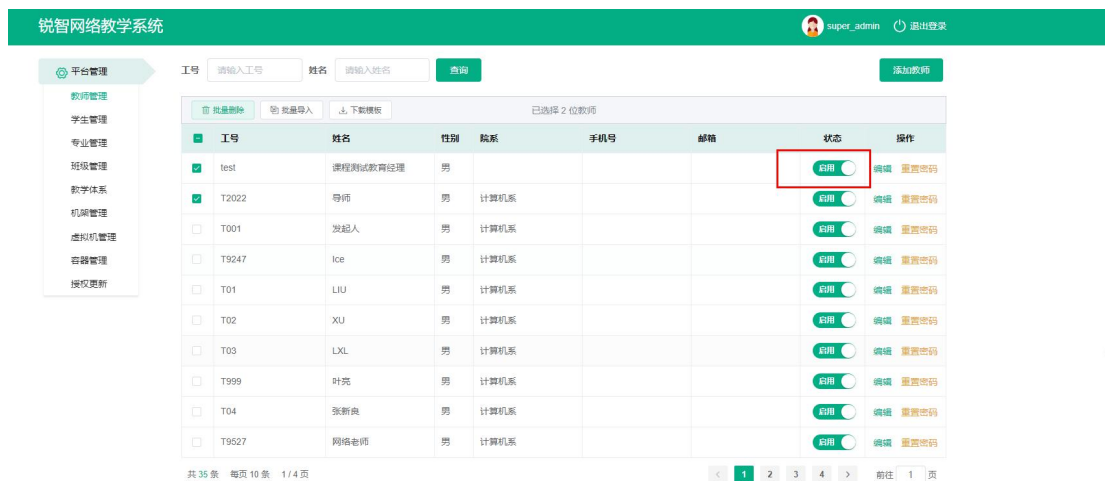 锐智网络教学系统 super_admin 退出登录
平台管理
教师管理
学生管理
专业管理
班级管理
教学体系
机架管理
虚拟机管理
容器管理
授权更新
工号 请输入工号 姓名 请输入姓名 查询 添加教师
批量删除 批量导入 下载模板 已选择 2 位教师
工号 姓名 性别 院系 手机号 邮箱 状态 操作
test 课程测试教育经理 男 启用 编辑 重置密码
T2022 导师 男 计算机系 启用 编辑 重置密码
T001 发起人 男 计算机系 启用 编辑 重置密码
T9247 Ice 男 计算机系 启用 编辑 重置密码
T01 LIU 男 计算机系 启用 编辑 重置密码
T02 XU 男 计算机系 启用 编辑 重置密码
T03 LXL 男 计算机系 启用 编辑 重置密码
T999 叶亮 男 计算机系 启用 编辑 重置密码
T04 张新良 男 计算机系 启用 编辑 重置密码
T9527 网络老师 男 计算机系 启用 编辑 重置密码
共 35 条 每页 10 条 1 / 4 页 < 1 2 3 4 > 前往 1 页